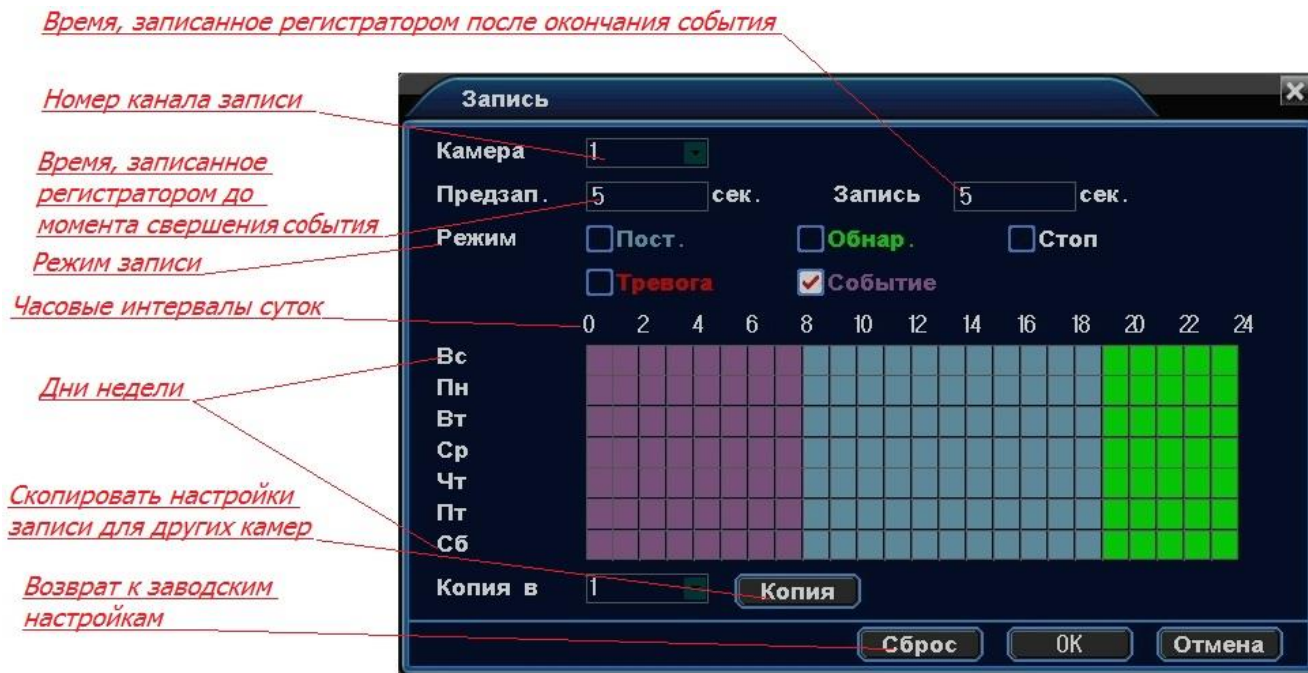 Время, записанное регистратором после окончания события
Номер канала записи
Время, записанное
регистратором до
момента свершения события
Режим записи
Часовые интервалы суток
Дни недели
Скопировать настройки
записи для других камер
Возврат к заводским
настройкам
Запись
Камера 1
Предзап. 5 сек. Запись 5 сек.
Режим Пост. Обнар. Стоп
Тревога Событие
0 2 4 6 8 10 12 14 16 18 20 22 24
Вс
Пн
Вт
Ср
Чт
Пт
Сб
Копия в 1 Копия
Сброс OK Отмена